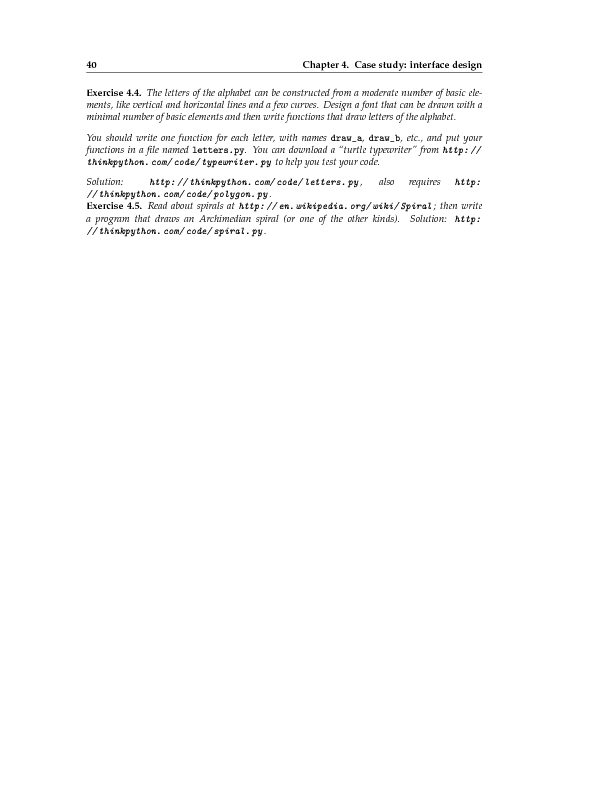 40 Chapter 4. Case study: interface design
Exercise 4.4. The letters of the alphabet can be constructed from a moderate number of basic ele-
ments, like vertical and horizontal lines and a few curves. Design a font that can be drawn with a
minimal number of basic elements and then write functions that draw letters of the alphabet.
You should write one function for each letter, with names draw_a, draw_b, etc., and put your
functions in a file named letters.py. You can download a “turtle typewriter” from http://
thinkpython.com/code/typewriter.py to help you test your code.
Solution: http://thinkpython.com/code/letters.py, also requires http:
//thinkpython.com/code/polygon.py.
Exercise 4.5. Read about spirals at http://en.wikipedia.org/wiki/Spiral; then write
a program that draws an Archimedian spiral (or one of the other kinds). Solution: http:
//thinkpython.com/code/spiral.py.